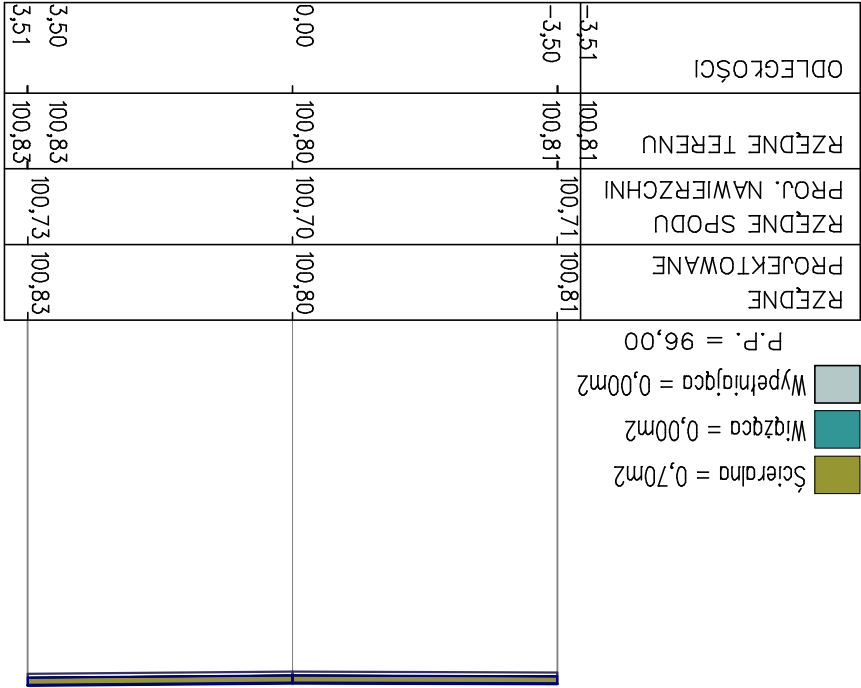 Ścieralna = 0,70m2
Wiążąca = 0,00m2
Wypełniająca = 0,00m2
P.P. = 96,00
RZĘDNE
PROJEKTOWANE
100,81
100,80
100,83
RZĘDNE SPODU
PROJ. NAWIERZCHNI
100,71
100,70
100,73
RZĘDNE TERENU
100,81
100,81
100,80
100,83
100,83
ODLEGŁOŚCI
-3,51
-3,50
0,00
3,50
3,51